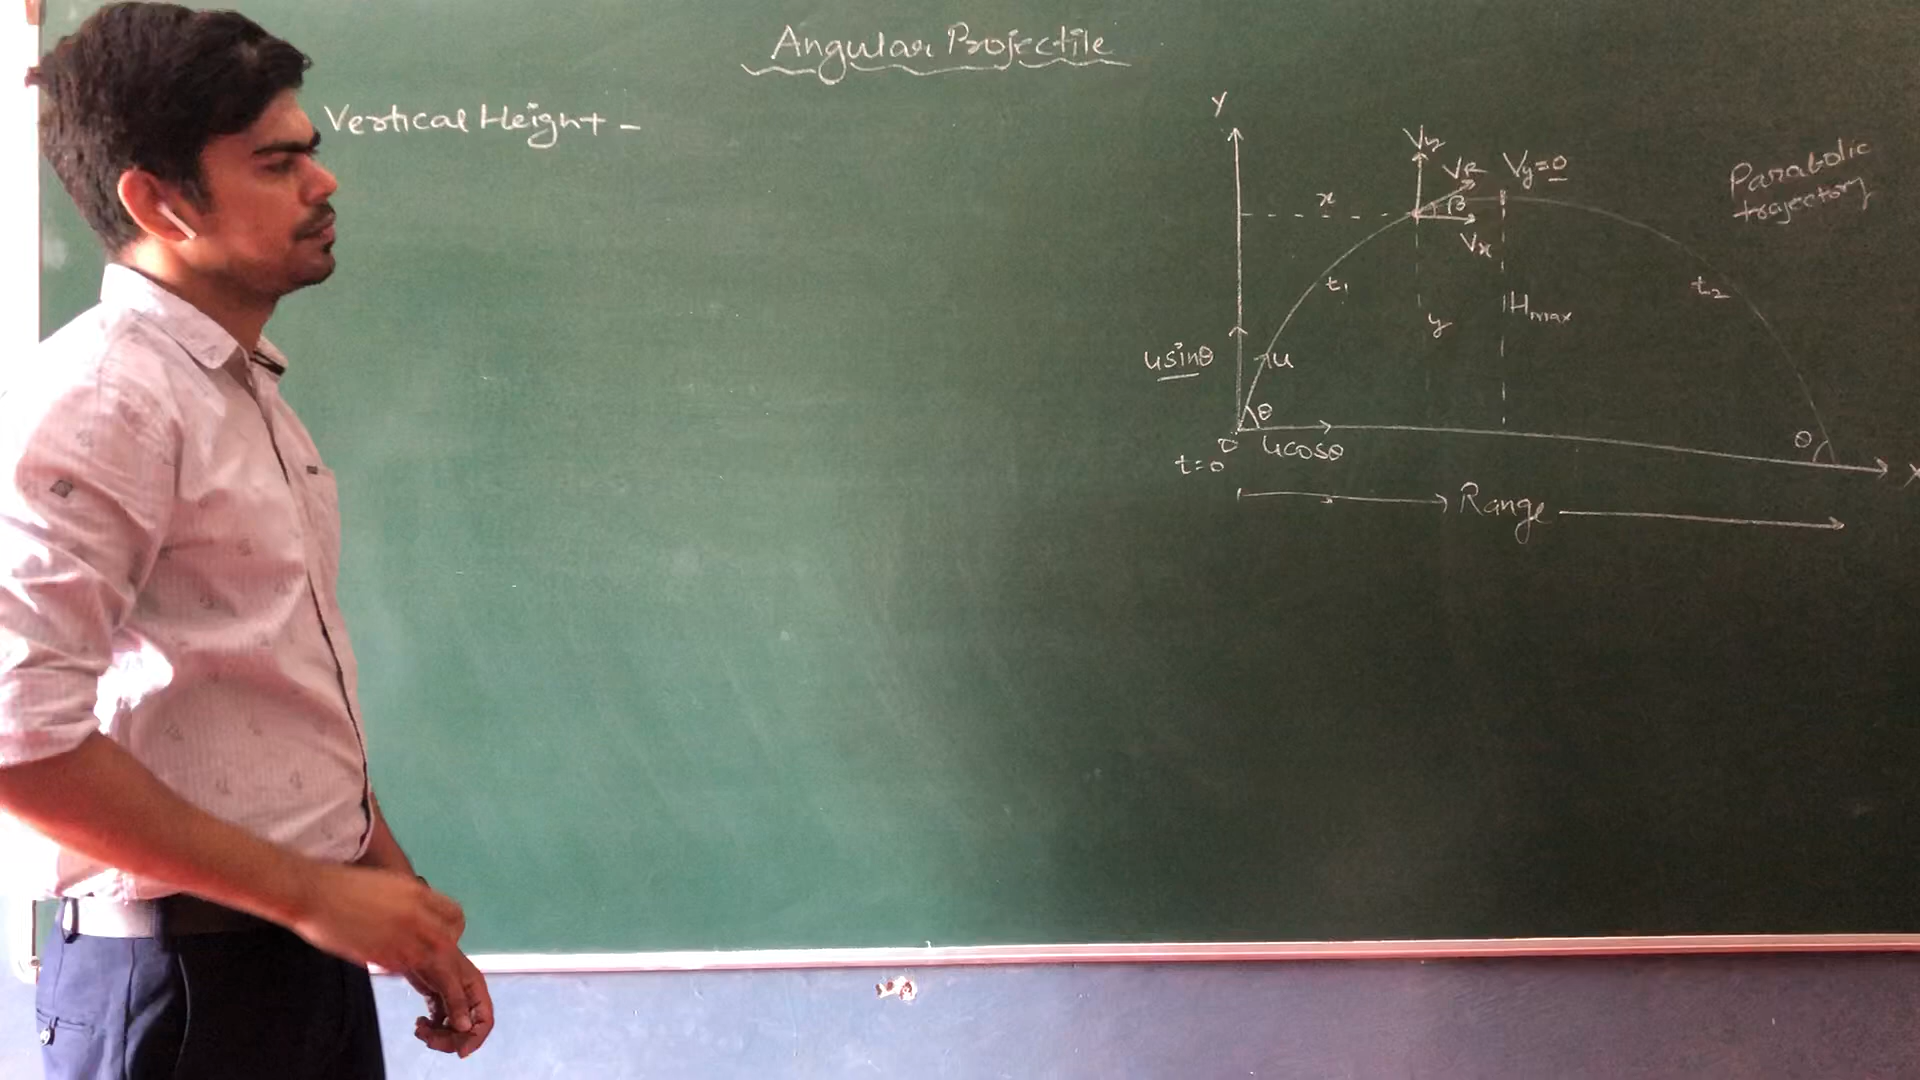 Angular Projectile
Vertical Height -
Y
Vy
VR
Vy=0
Parabolic
trajectory
x
β
Vx
t1
t2
Hmax
y
usinθ
u
θ
θ
O
ucosθ
t=0
X
Range